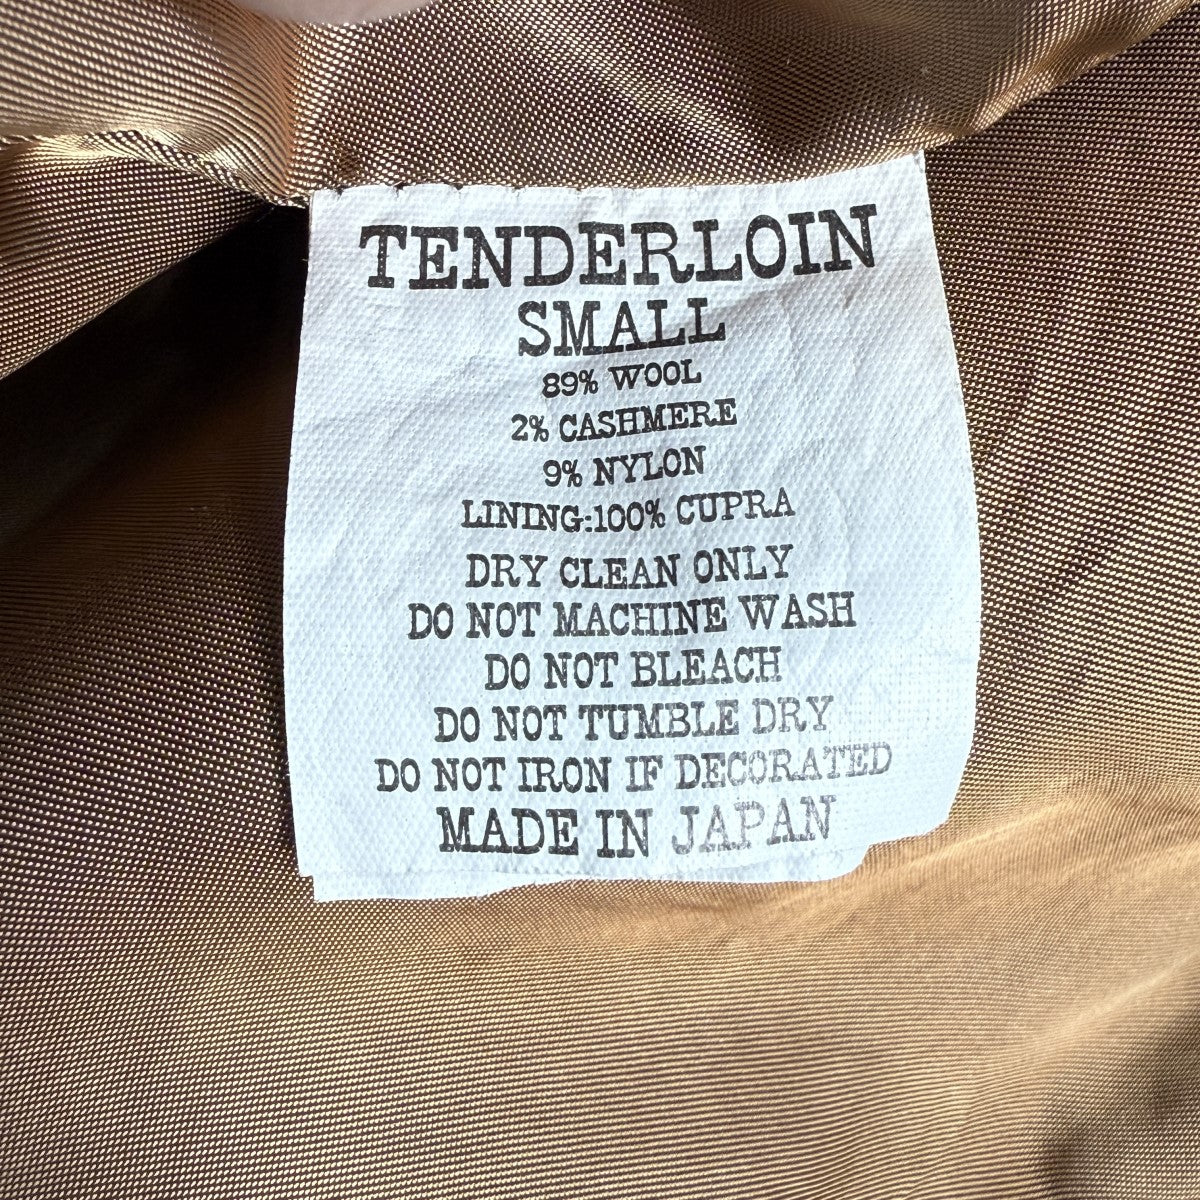 TENDERLOIN
SMALL
89% WOOL
2% CASHMERE
9% NYLON
LINING:100% CUPRA
DRY CLEAN ONLY
DO NOT MACHINE WASH
DO NOT BLEACH
DO NOT TUMBLE DRY
DO NOT IRON IF DECORATED
MADE IN JAPAN